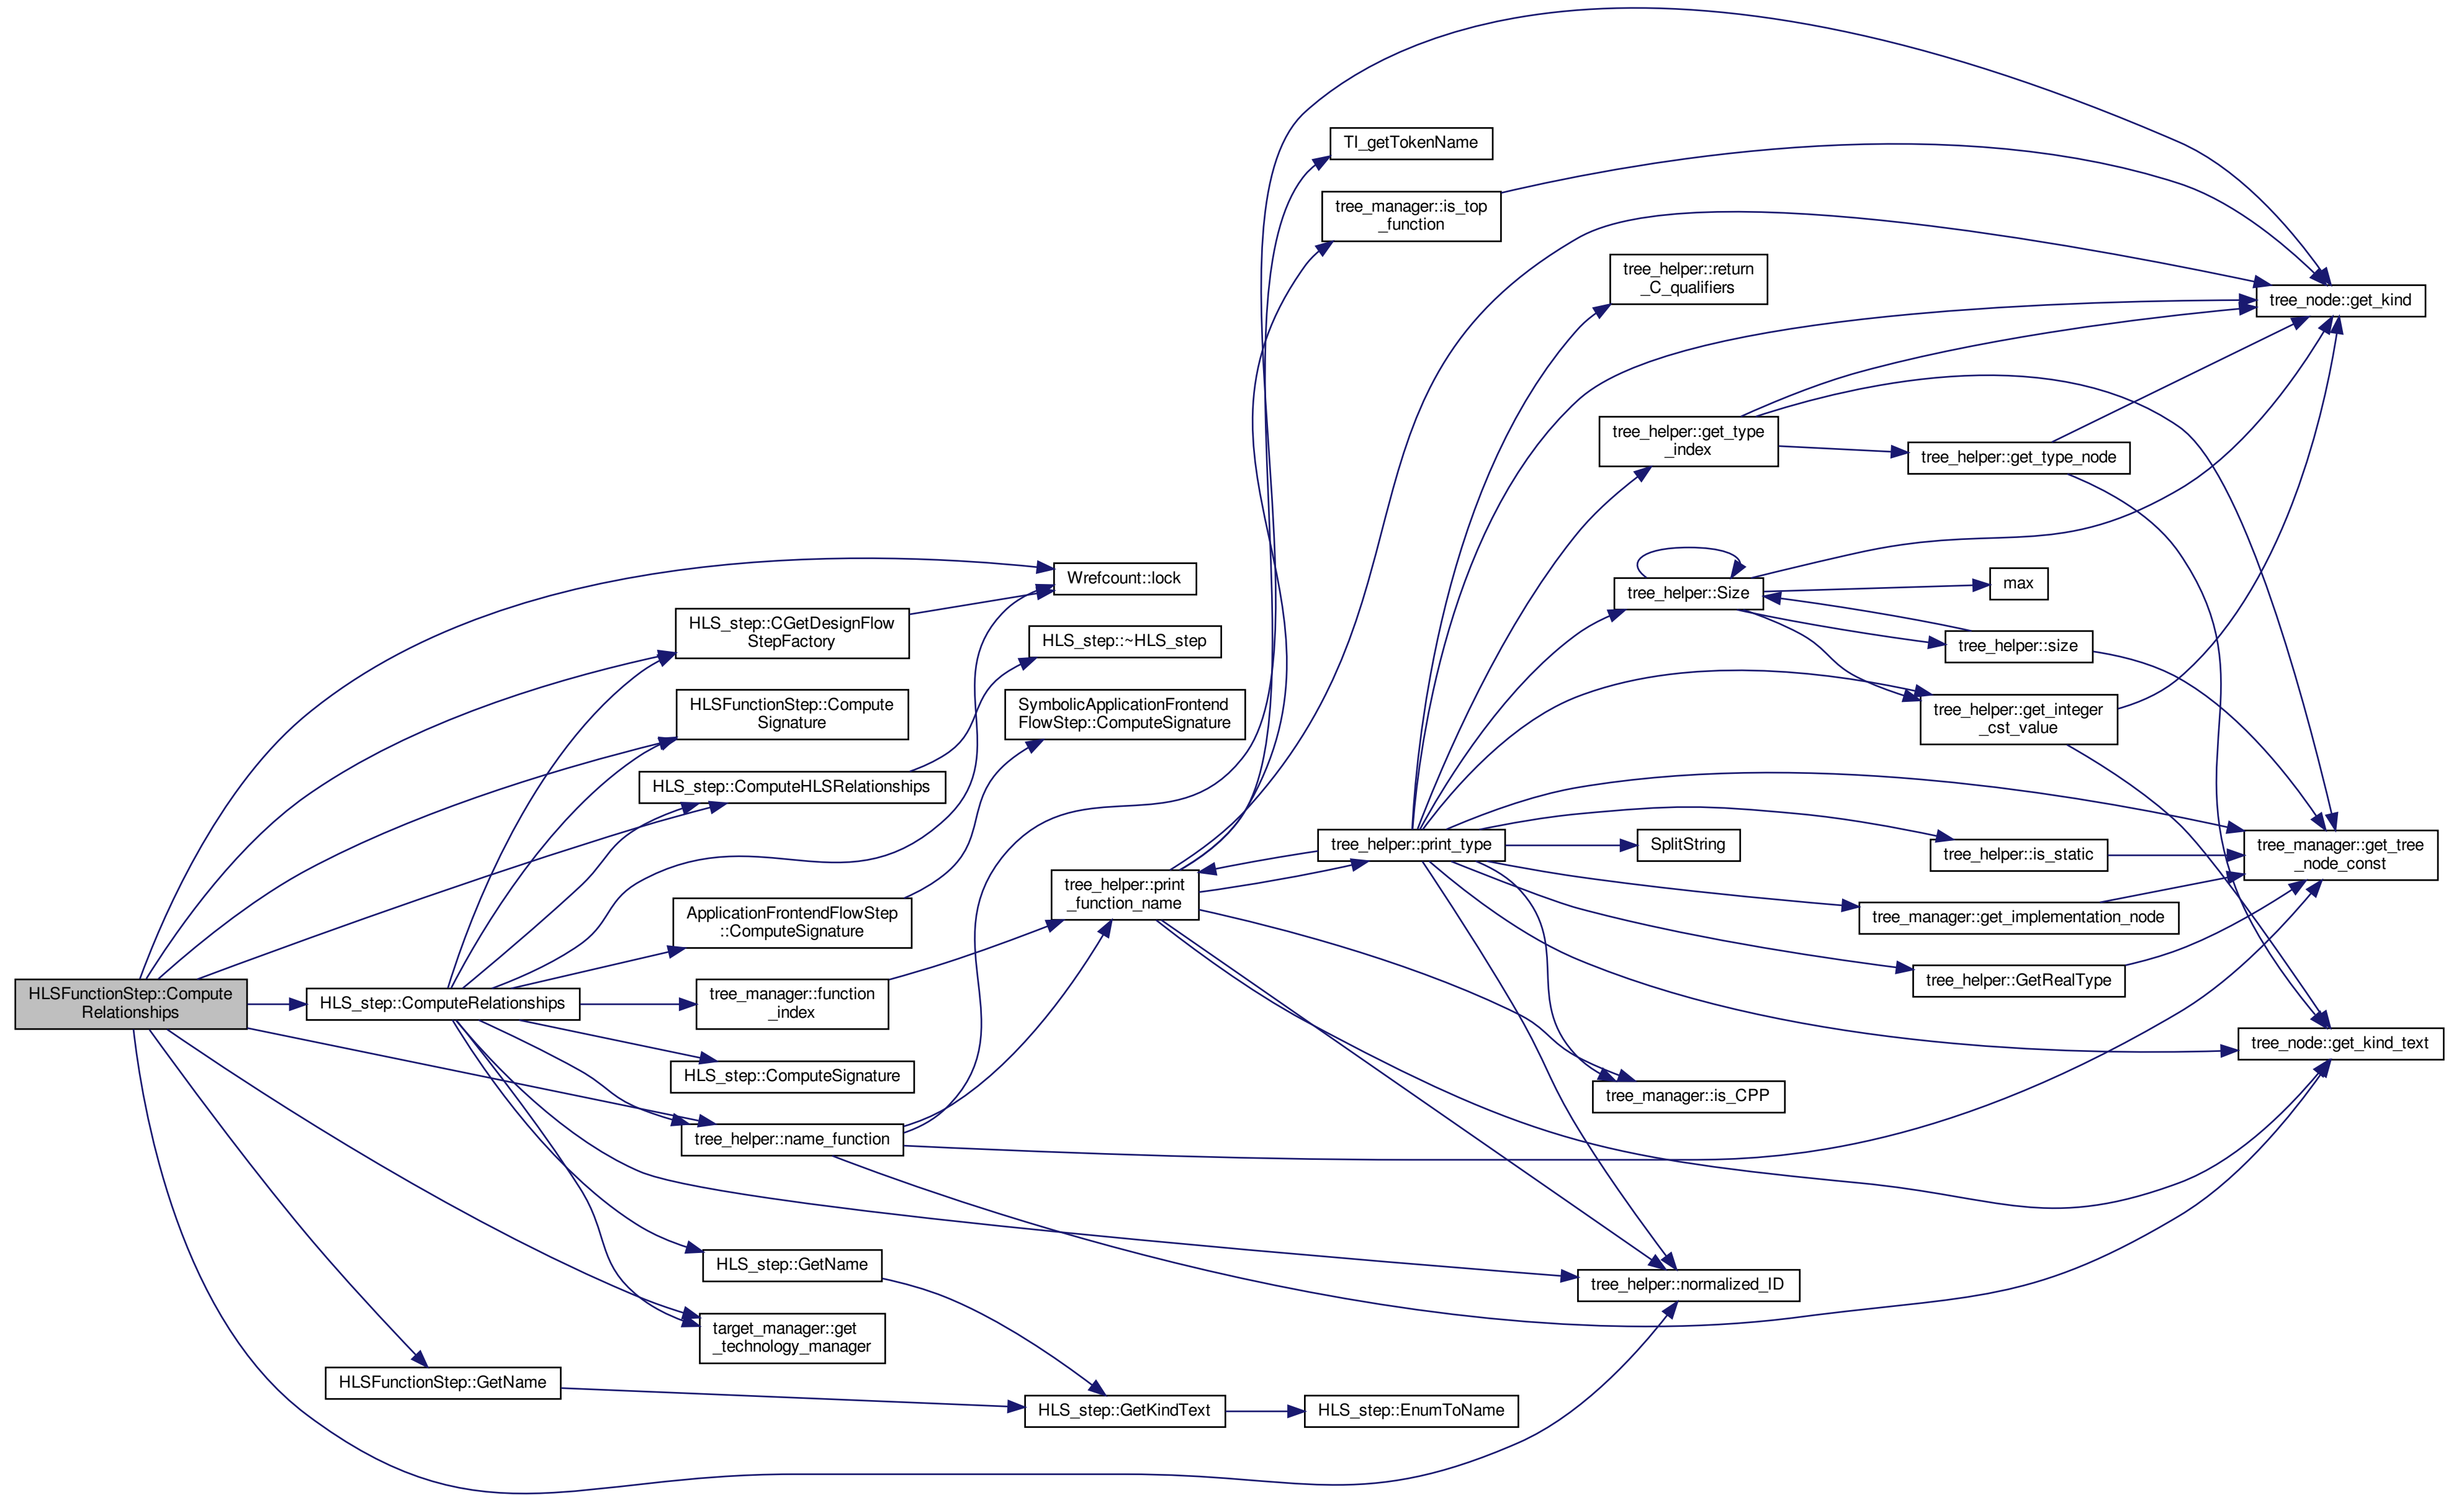 HLSFunctionStep::Compute
Relationships
HLS_step::ComputeRelationships
HLSFunctionStep::GetName
HLS_step::CGetDesignFlow
StepFactory
HLSFunctionStep::Compute
Signature
HLS_step::ComputeHLSRelationships
ApplicationFrontendFlowStep
::ComputeSignature
tree_manager::function
_index
HLS_step::ComputeSignature
tree_helper::name_function
HLS_step::GetName
target_manager::get
_technology_manager
Wrefcount::lock
HLS_step::~HLS_step
SymbolicApplicationFrontend
FlowStep::ComputeSignature
tree_helper::print
_function_name
HLS_step::GetKindText
TI_getTokenName
tree_manager::is_top
_function
tree_helper::print_type
HLS_step::EnumToName
tree_helper::return
_C_qualifiers
tree_helper::get_type
_index
tree_helper::Size
SplitString
tree_manager::is_CPP
tree_helper::normalized_ID
tree_helper::get_type_node
max
tree_helper::size
tree_helper::get_integer
_cst_value
tree_helper::is_static
tree_manager::get_implementation_node
tree_helper::GetRealType
tree_node::get_kind
tree_manager::get_tree
_node_const
tree_node::get_kind_text